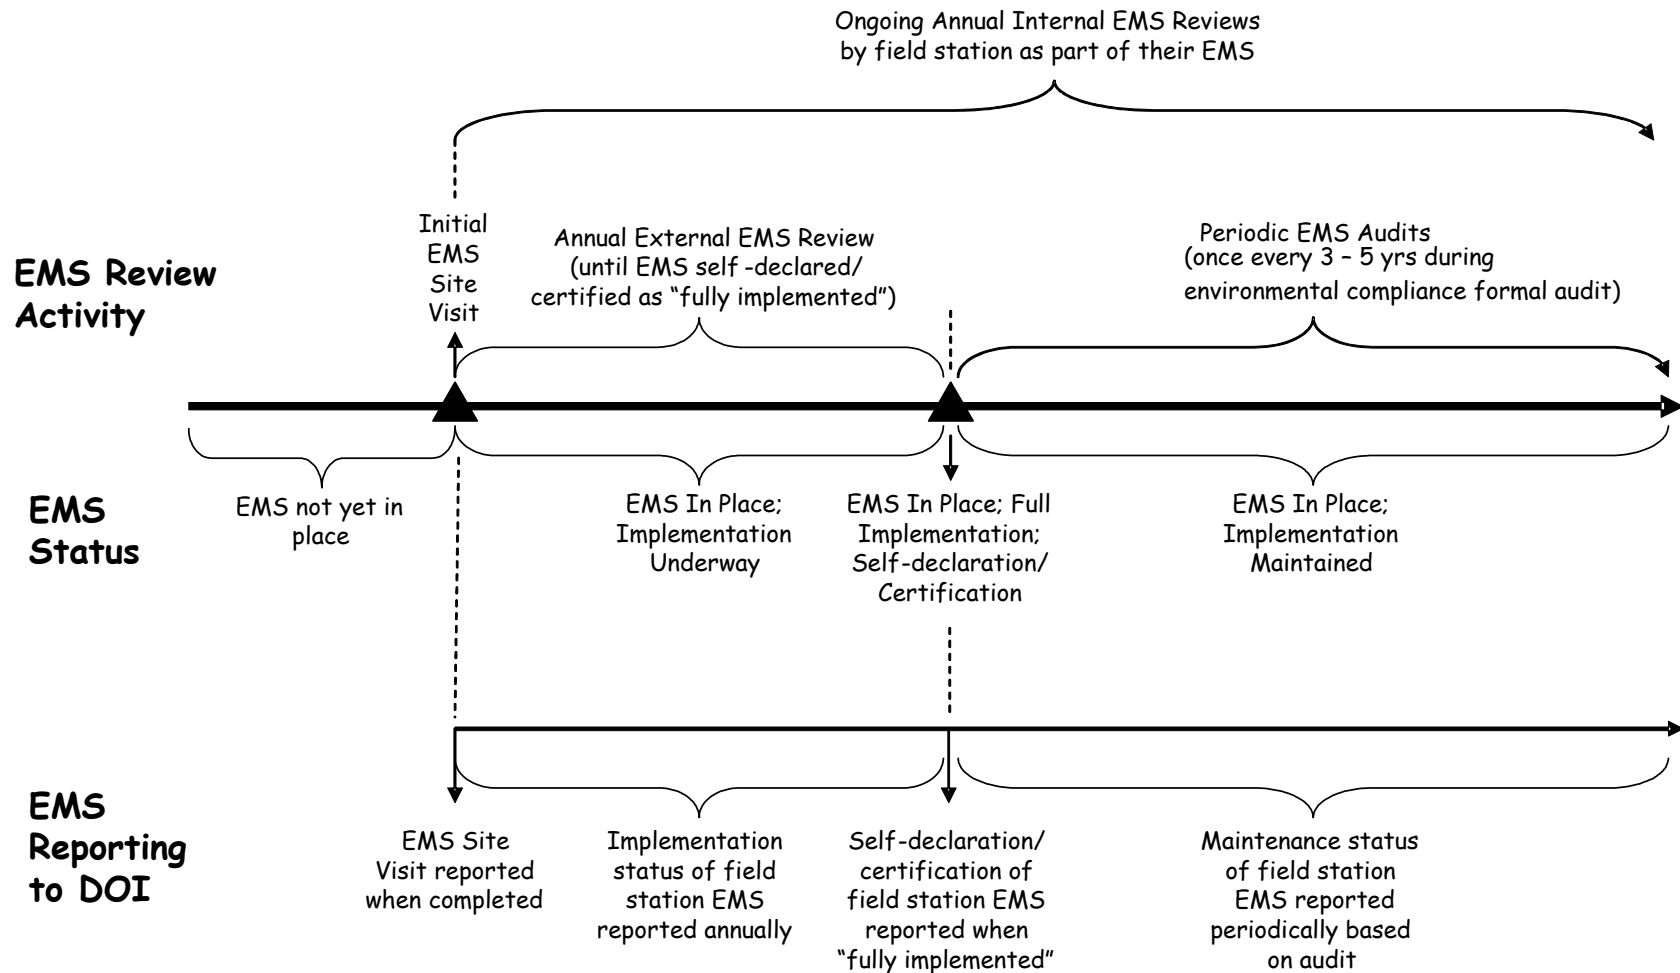 Ongoing Annual Internal EMS Reviews
by field station as part of their EMS
EMS Review
Activity
Initial
EMS
Site
Visit
Annual External EMS Review
(until EMS self-declared/
certified as “fully implemented”)
Periodic EMS Audits
(once every 3 – 5 yrs during
environmental compliance formal audit)
EMS
Status
EMS not yet in
place
EMS In Place;
Implementation
Underway
EMS In Place; Full
Implementation;
Self-declaration/
Certification
EMS In Place;
Implementation
Maintained
EMS
Reporting
to DOI
EMS Site
Visit reported
when completed
Implementation
status of field
station EMS
reported annually
Self-declaration/
certification of
field station EMS
reported when
“fully implemented”
Maintenance status
of field station
EMS reported
periodically based
on audit